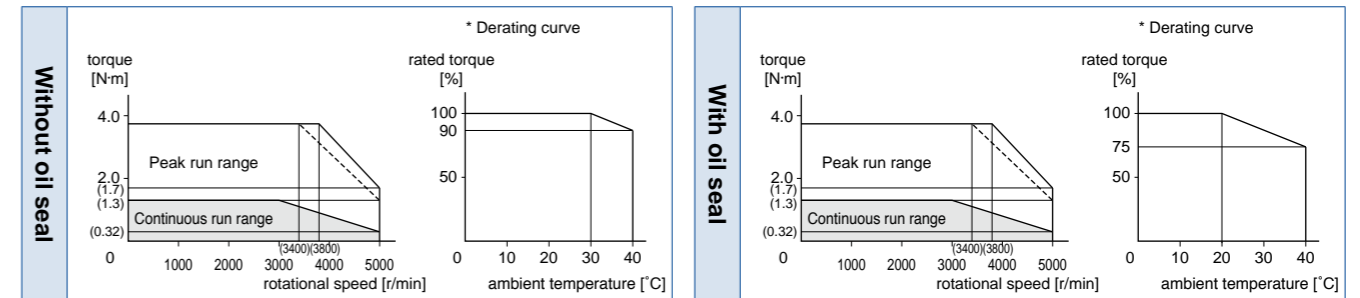 Without oil seal
* Derating curve
torque
[N·m]
4.0
2.0
(1.7)
(1.3)
(0.32)
0
Peak run range
Continuous run range
(3400)(3800)
1000 2000 3000 4000 5000
rotational speed [r/min]
rated torque
[%]
100
90
50
0 10 20 30 40
ambient temperature [˚C]
With oil seal
* Derating curve
torque
[N·m]
4.0
2.0
(1.7)
(1.3)
(0.32)
0
Peak run range
Continuous run range
(3400)(3800)
1000 2000 3000 4000 5000
rotational speed [r/min]
rated torque
[%]
100
75
50
0 10 20 30 40
ambient temperature [˚C]